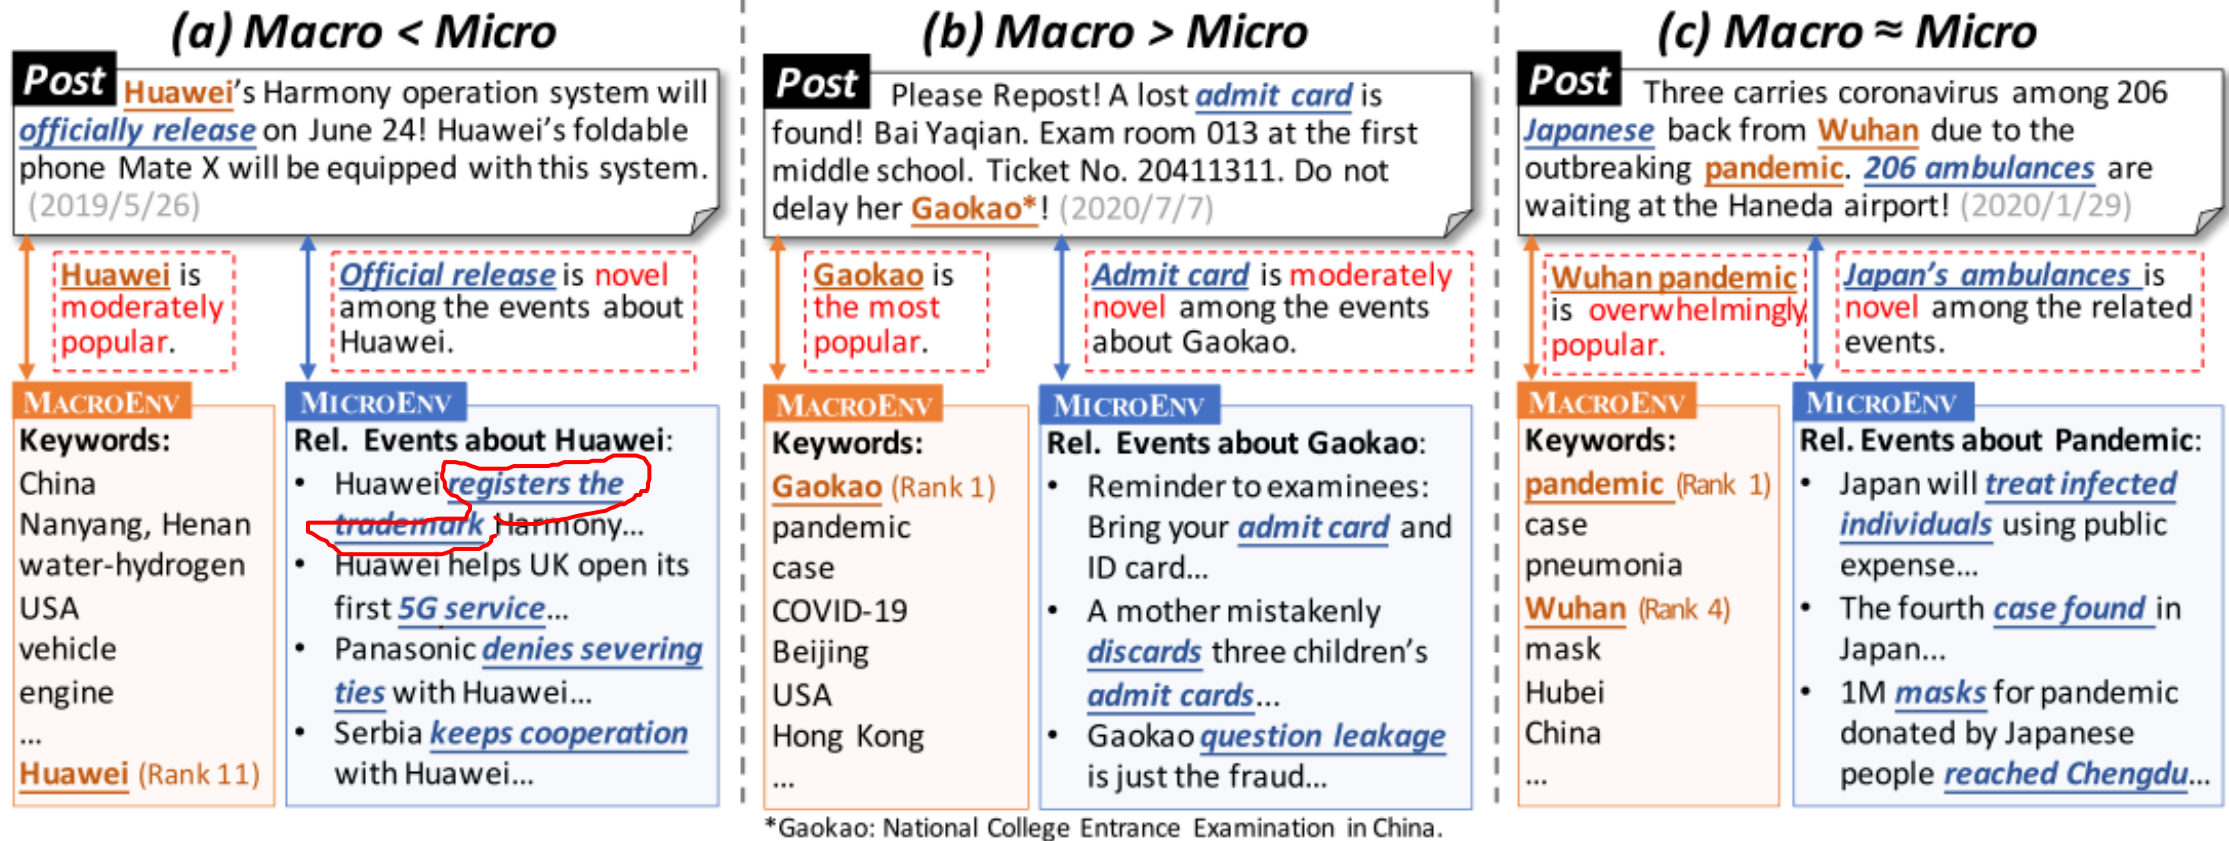 (a) Macro < Micro
Post
Huawei's Harmony operation system will
officially release on June 24! Huawei's foldable
phone Mate X will be equipped with this system.
(2019/5/26)
Huawei is
moderately
popular.
Official release is novel
among the events about
Huawei.
MACROENV
Keywords:
China
Nanyang, Henan
water-hydrogen
USA
vehicle
engine
...
Huawei (Rank 11)
MICROENV
Rel. Events about Huawei:
• Huawei registers the
trademark Harmony...
• Huawei helps UK open its
first 5G service...
• Panasonic denies severing
ties with Huawei...
• Serbia keeps cooperation
with Huawei...
(b) Macro > Micro
Post
Please Repost! A lost admit card is
found! Bai Yaqian. Exam room 013 at the first
middle school. Ticket No. 20411311. Do not
delay her Gaokao*! (2020/7/7)
Gaokao is
the most
popular.
Admit card is moderately
novel among the events
about Gaokao.
MACROENV
Keywords:
Gaokao (Rank 1)
pandemic
case
COVID-19
Beijing
USA
Hong Kong
...
MICROENV
Rel. Events about Gaokao:
• Reminder to examinees:
Bring your admit card and
ID card...
• A mother mistakenly
discards three children's
admit cards...
• Gaokao question leakage
is just the fraud...
*Gaokao: National College Entrance Examination in China.
(c) Macro ≈ Micro
Post
Three carries coronavirus among 206
Japanese back from Wuhan due to the
outbreaking pandemic. 206 ambulances are
waiting at the Haneda airport! (2020/1/29)
Wuhan pandemic
is overwhelmingly
popular.
Japan's ambulances is
novel among the related
events.
MACROENV
Keywords:
pandemic (Rank 1)
case
pneumonia
Wuhan (Rank 4)
mask
Hubei
China
...
MICROENV
Rel. Events about Pandemic:
• Japan will treat infected
individuals using public
expense...
• The fourth case found in
Japan...
• 1M masks for pandemic
donated by Japanese
people reached Chengdu...